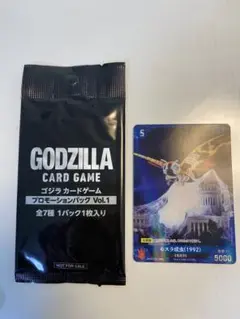 GODZILLA
CARD GAME
ゴジラ カードゲーム
プロモーションパック Vol.1
全7種 1パック1枚入り
NOT FOR SALE
5
モスラ成虫(1992)
5000